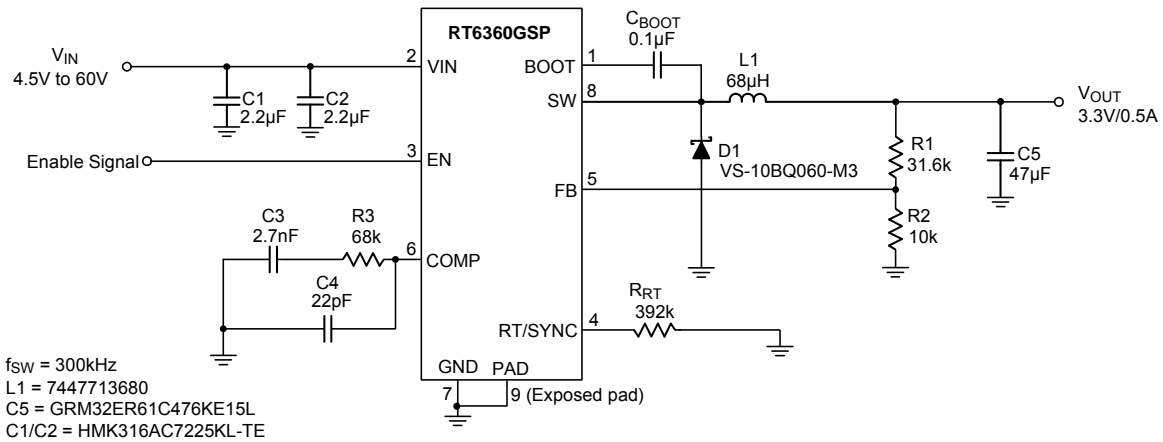 RT6360GSP
V_IN
4.5V to 60V
2
VIN
C1
2.2µF
C2
2.2µF
Enable Signal
3
EN
C3
2.7nF
R3
68k
6
COMP
C4
22pF
GND
7
PAD
9 (Exposed pad)
BOOT
1
C_BOOT
0.1µF
SW
8
L1
68µH
V_OUT
3.3V/0.5A
D1
VS-10BQ060-M3
R1
31.6k
C5
47µF
FB
5
R2
10k
RT/SYNC
4
R_RT
392k
f_SW = 300kHz
L1 = 7447713680
C5 = GRM32ER61C476KE15L
C1/C2 = HMK316AC7225KL-TE